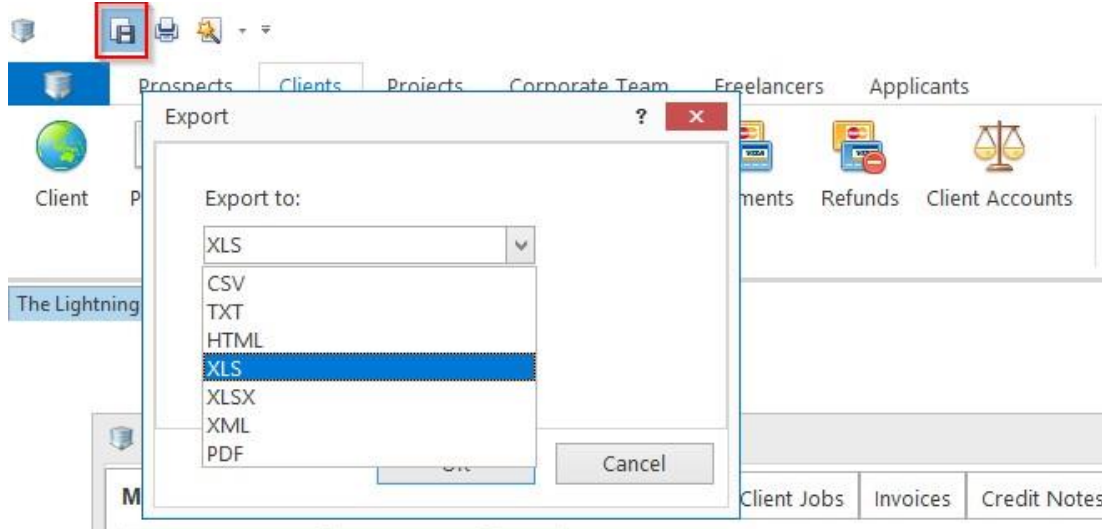 Prospects Clients Projects Corporate Team Freelancers Applicants
Export ?
Client Refunds Client Accounts
Export to:
XLS
CSV
The Lightning
TXT
HTML
XLS
XLSX
XML
PDF
Cancel
Client Jobs Invoices Credit Notes